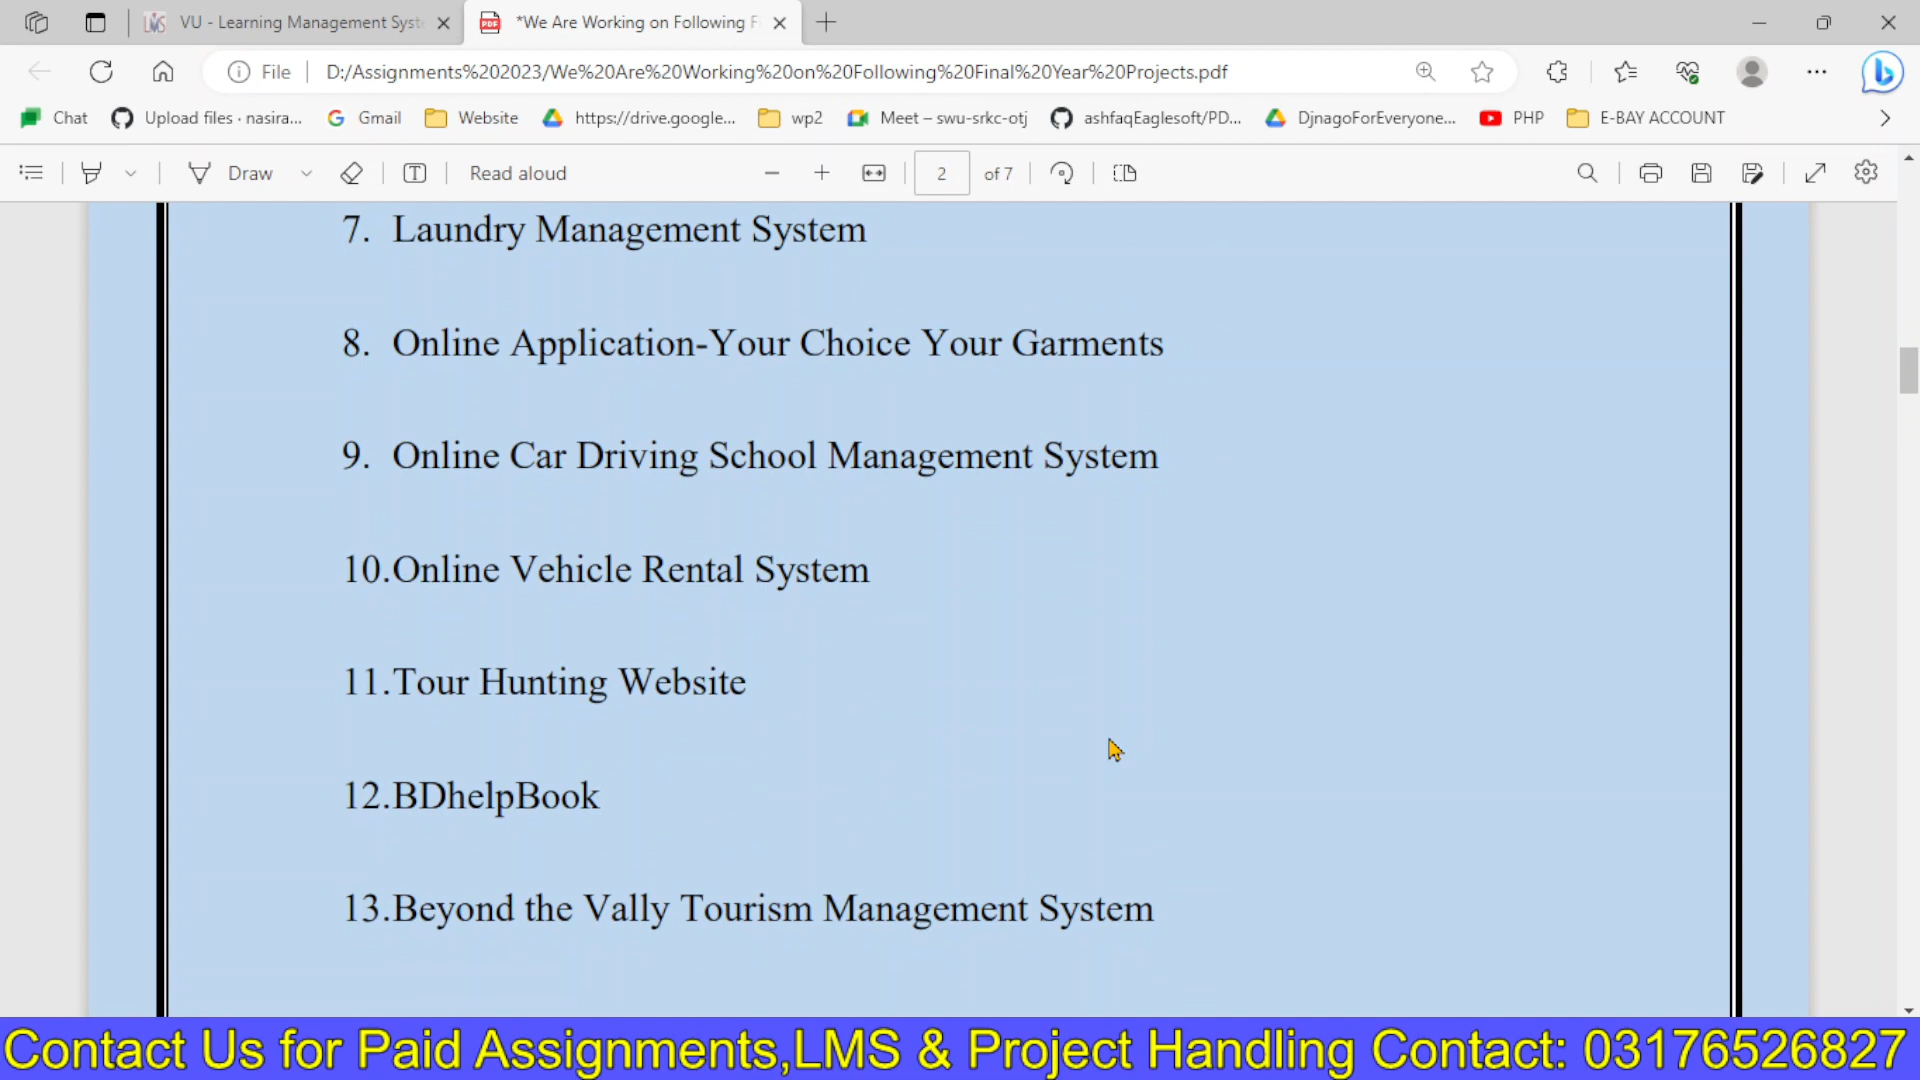 VU - Learning Management Syst
*We Are Working on Following F
File
D:/Assignments%202023/We%20Are%20Working%20on%20Following%20Final%20Year%20Projects.pdf
Chat
Upload files · nasira...
Gmail
Website
https://drive.google...
wp2
Meet – swu-srkc-otj
ashfaqEaglesoft/PD...
DjnagoForEveryone...
PHP
E-BAY ACCOUNT
Draw
Read aloud
2
of 7
7. Laundry Management System
8. Online Application-Your Choice Your Garments
9. Online Car Driving School Management System
10.Online Vehicle Rental System
11.Tour Hunting Website
12.BDhelpBook
13.Beyond the Vally Tourism Management System
Contact Us for Paid Assignments,LMS & Project Handling Contact: 03176526827